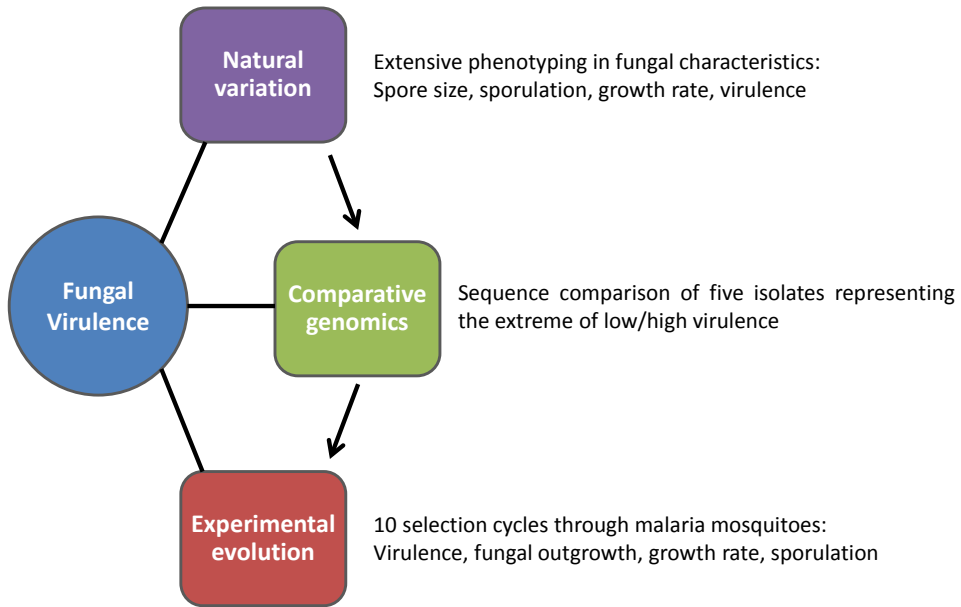 Natural
variation
Extensive phenotyping in fungal characteristics:
Spore size, sporulation, growth rate, virulence
Fungal
Virulence
Comparative
genomics
Sequence comparison of five isolates representing
the extreme of low/high virulence
Experimental
evolution
10 selection cycles through malaria mosquitoes:
Virulence, fungal outgrowth, growth rate, sporulation